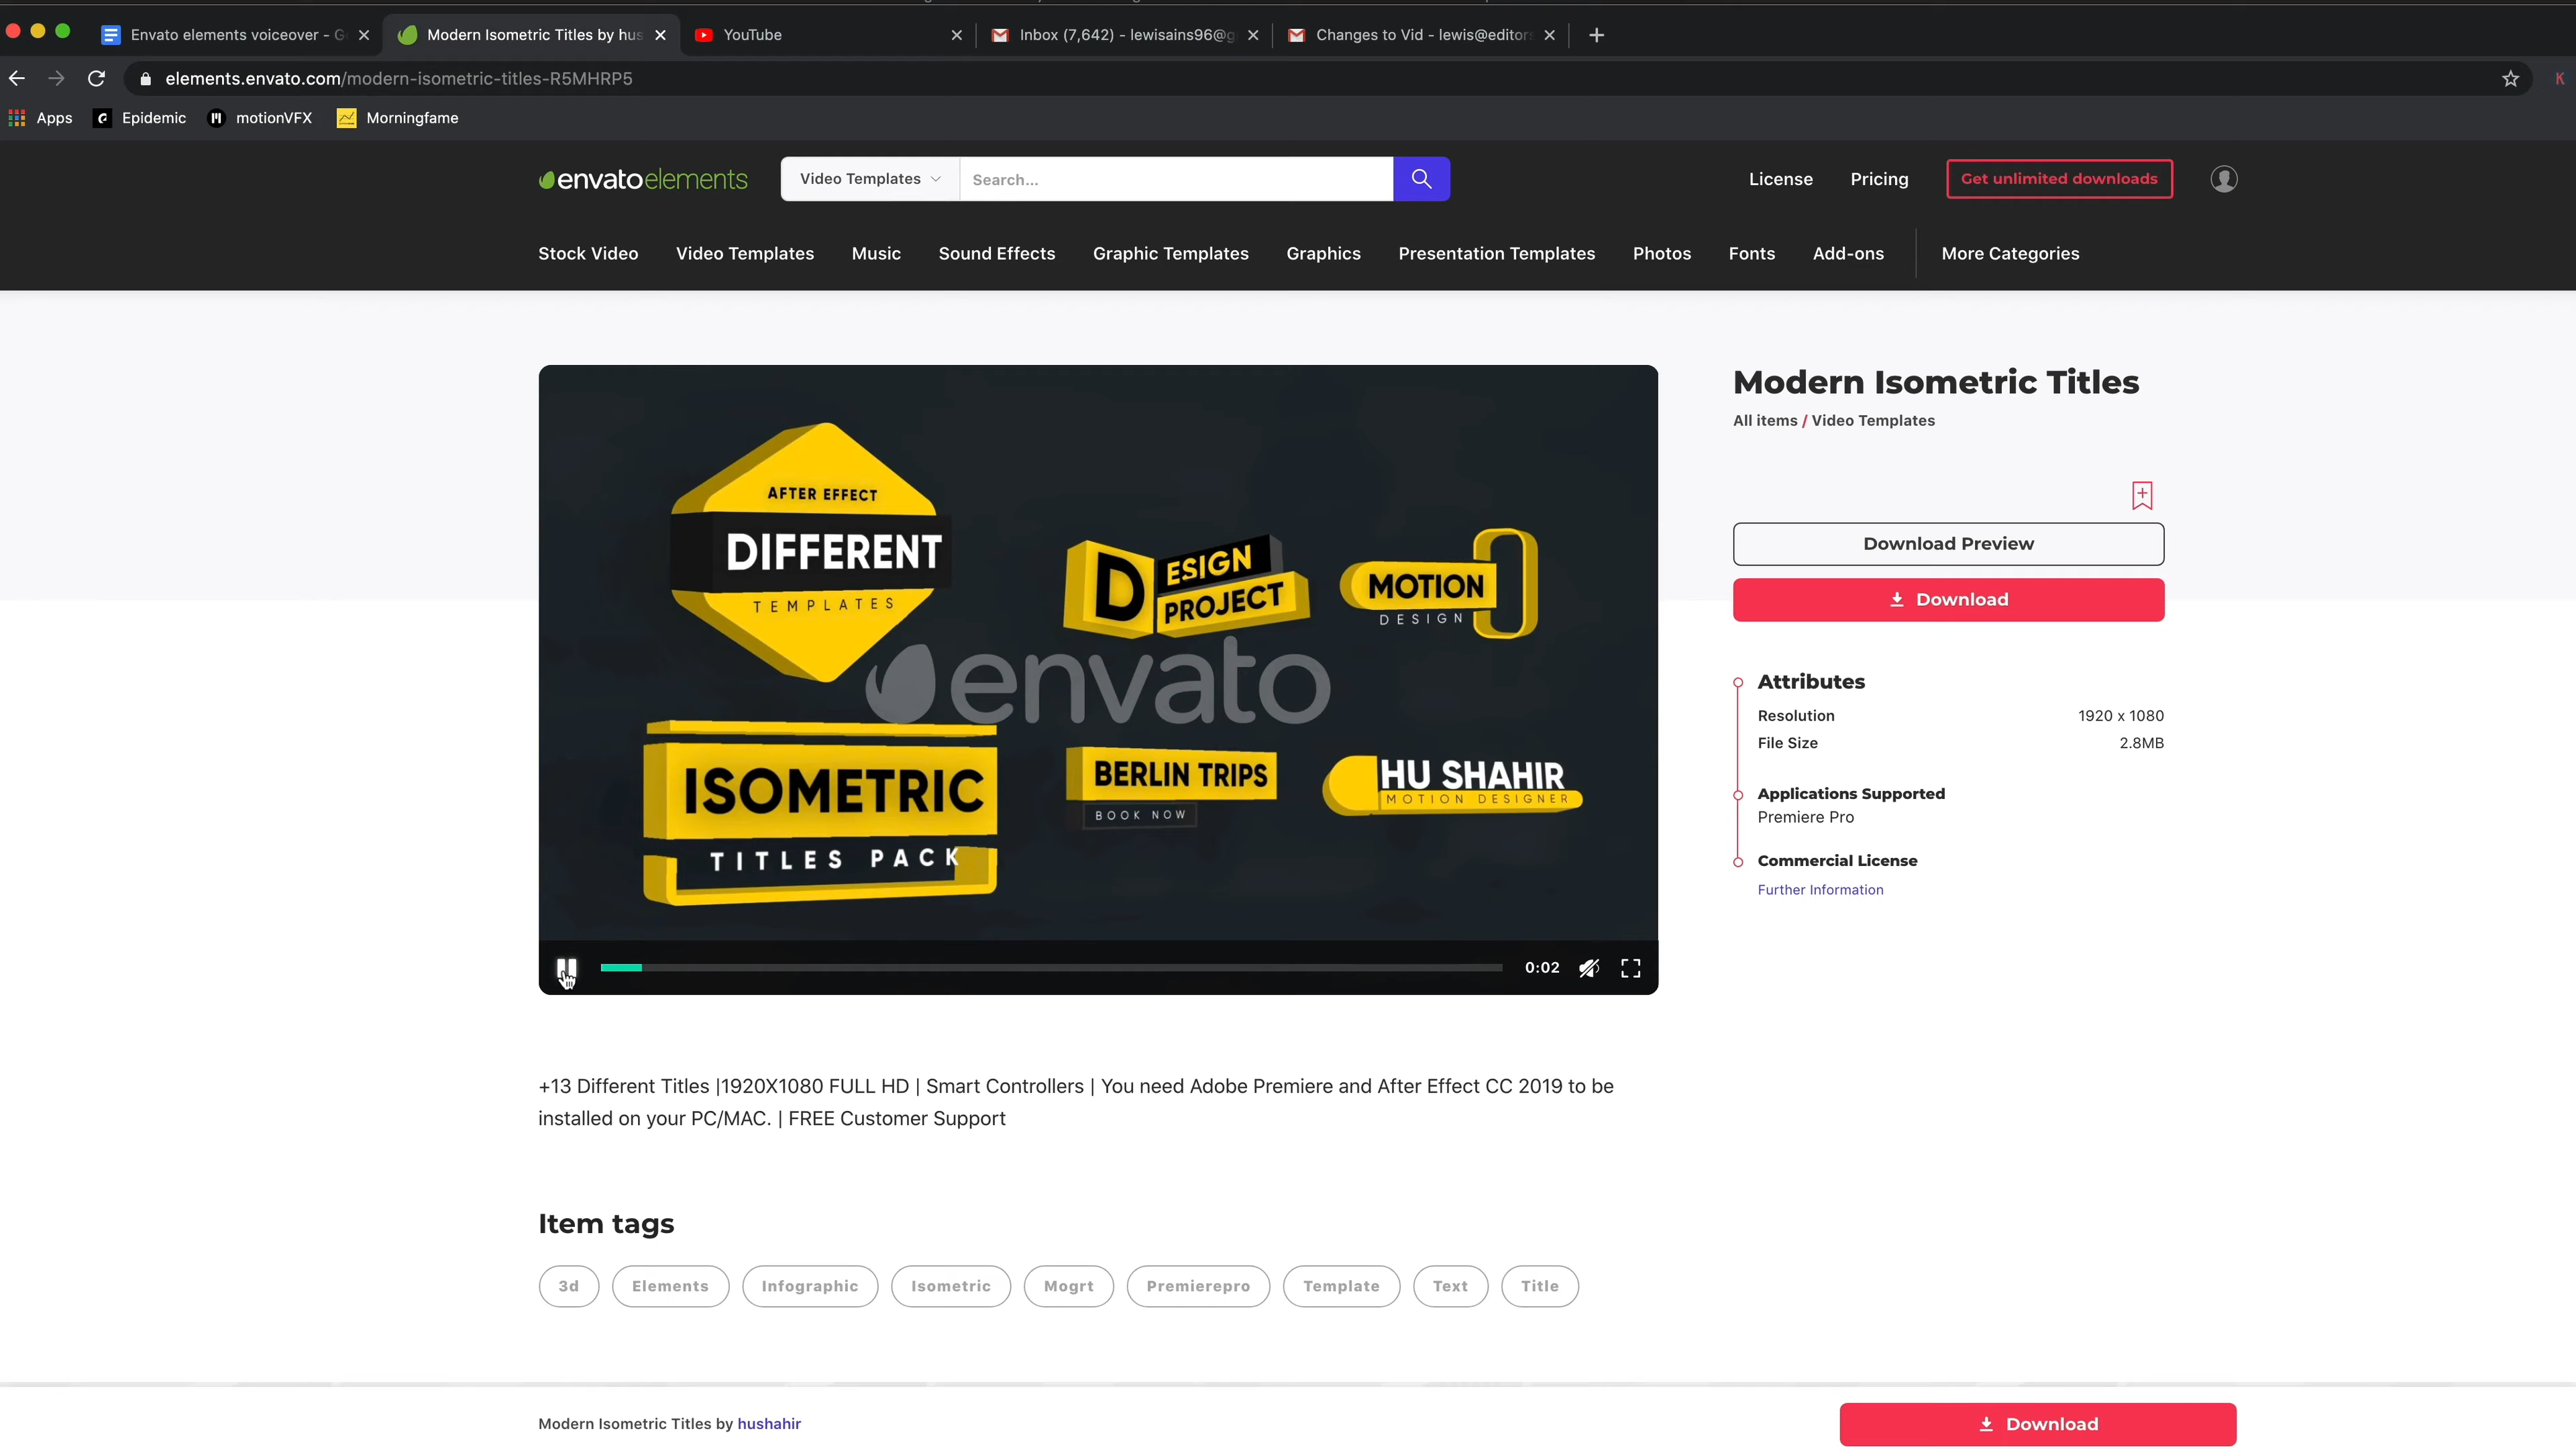 Envato elements voiceover - G
Modern Isometric Titles by hus
YouTube
Inbox (7,642) - lewisains96@g
Changes to Vid - lewis@editor
elements.envato.com/modern-isometric-titles-R5MHRP5
K
Apps
Epidemic
motionVFX
Morningfame
envatoelements
Video Templates
Search...
License
Pricing
Get unlimited downloads
Stock Video
Video Templates
Music
Sound Effects
Graphic Templates
Graphics
Presentation Templates
Photos
Fonts
Add-ons
More Categories
AFTER EFFECT
DIFFERENT
TEMPLATES
DESIGN
PROJECT
MOTION
DESIGN
envato
ISOMETRIC
TITLES PACK
BERLIN TRIPS
BOOK NOW
HU SHAHIR
MOTION DESIGNER
0:02
Modern Isometric Titles
All items / Video Templates
Download Preview
Download
Attributes
Resolution 1920 x 1080
File Size 2.8MB
Applications Supported
Premiere Pro
Commercial License
Further Information
+13 Different Titles |1920X1080 FULL HD | Smart Controllers | You need Adobe Premiere and After Effect CC 2019 to be
installed on your PC/MAC. | FREE Customer Support
Item tags
3d
Elements
Infographic
Isometric
Mogrt
Premierepro
Template
Text
Title
Modern Isometric Titles by hushahir
Download